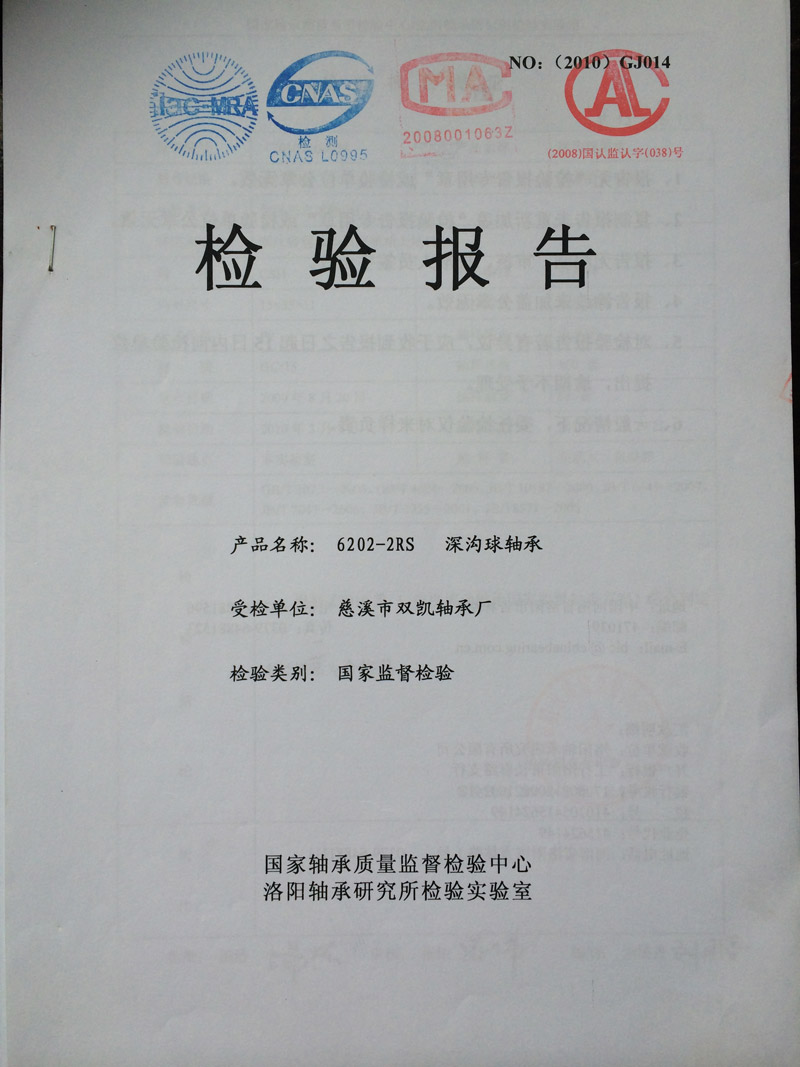 NO：（2010）GJ014
ilac-MRA
CNAS
检 测
CNAS L0995
MA
2008001063Z
CAL
(2008)国认监认字(038)号
检 验 报 告
产品名称： 6202-2RS 深沟球轴承
受检单位： 慈溪市双凯轴承厂
检验类别： 国家监督检验
国家轴承质量监督检验中心
洛阳轴承研究所检验实验室